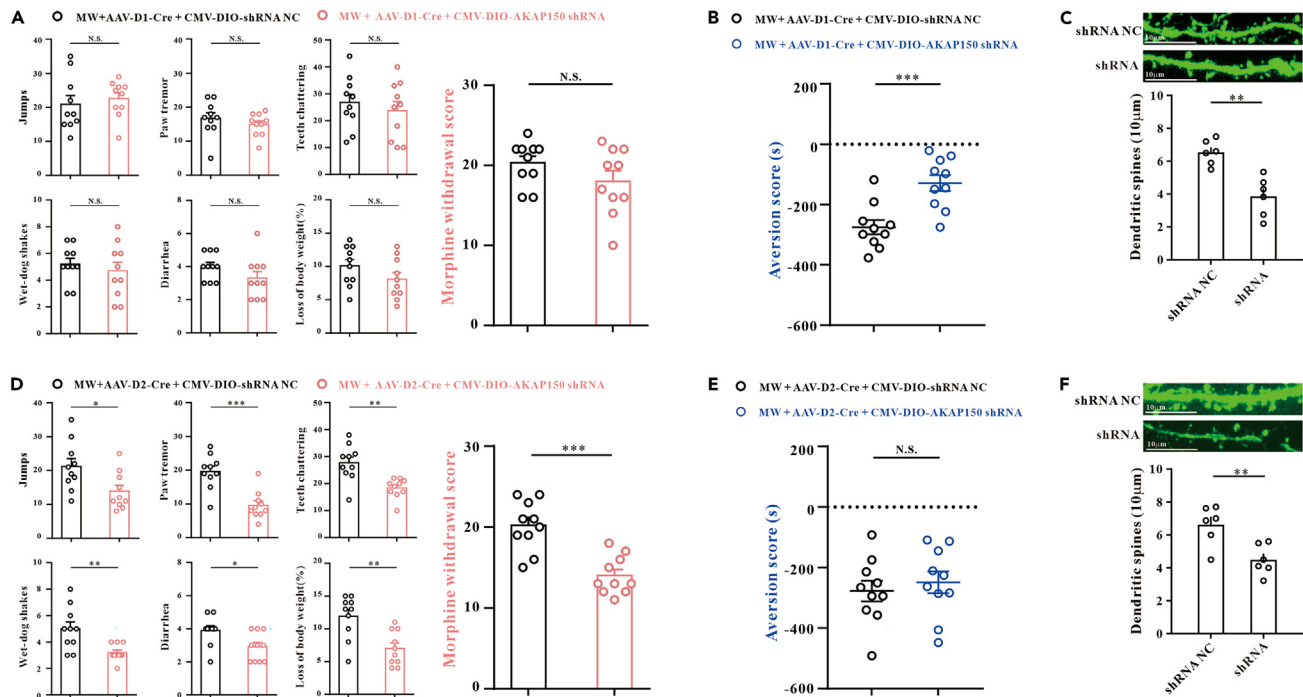 A
MW+AAV-D1-Cre+CMV-DIO-shRNA NC
MW+ AAV-D1-Cre+ CMV-DIO-AKAP150 shRNA
N.S.
Jumps
40
30
20
10
0
N.S.
Paw tremor
40
30
20
10
0
N.S.
Teeth chattering
50
40
30
20
10
0
N.S.
Wet-dog shakes
10
8
6
4
2
0
N.S.
Diarrhea
8
6
4
2
0
N.S.
Loss of body weight(%)
20
15
10
5
0
N.S.
Morphine withdrawal score
30
20
10
0
B
MW+AAV-D1-Cre+CMV-DIO-shRNA NC
MW+AAV-D1-Cre+CMV-DIO-AKAP150 shRNA
***
Aversion score (s)
200
0
-200
-400
-600
C
shRNA NC
10μm
shRNA
10μm
**
Dendritic spines (10μm)
8
6
4
2
0
shRNA NC
shRNA
D
MW+AAV-D2-Cre+CMV-DIO-shRNA NC
MW+ AAV-D2-Cre+ CMV-DIO-AKAP150 shRNA
*
Jumps
40
30
20
10
0
***
Paw tremor
40
30
20
10
0
**
Teeth chattering
50
40
30
20
10
0
**
Wet-dog shakes
10
8
6
4
2
0
*
Diarrhea
8
6
4
2
0
**
Loss of body weight(%)
20
15
10
5
0
***
Morphine withdrawal score
30
20
10
0
E
MW+AAV-D2-Cre+CMV-DIO-shRNA NC
MW+ AAV-D2-Cre+ CMV-DIO-AKAP150 shRNA
N.S.
Aversion score (s)
200
0
-200
-400
-600
F
shRNA NC
10μm
shRNA
10μm
**
Dendritic spines (10μm)
8
6
4
2
0
shRNA NC
shRNA